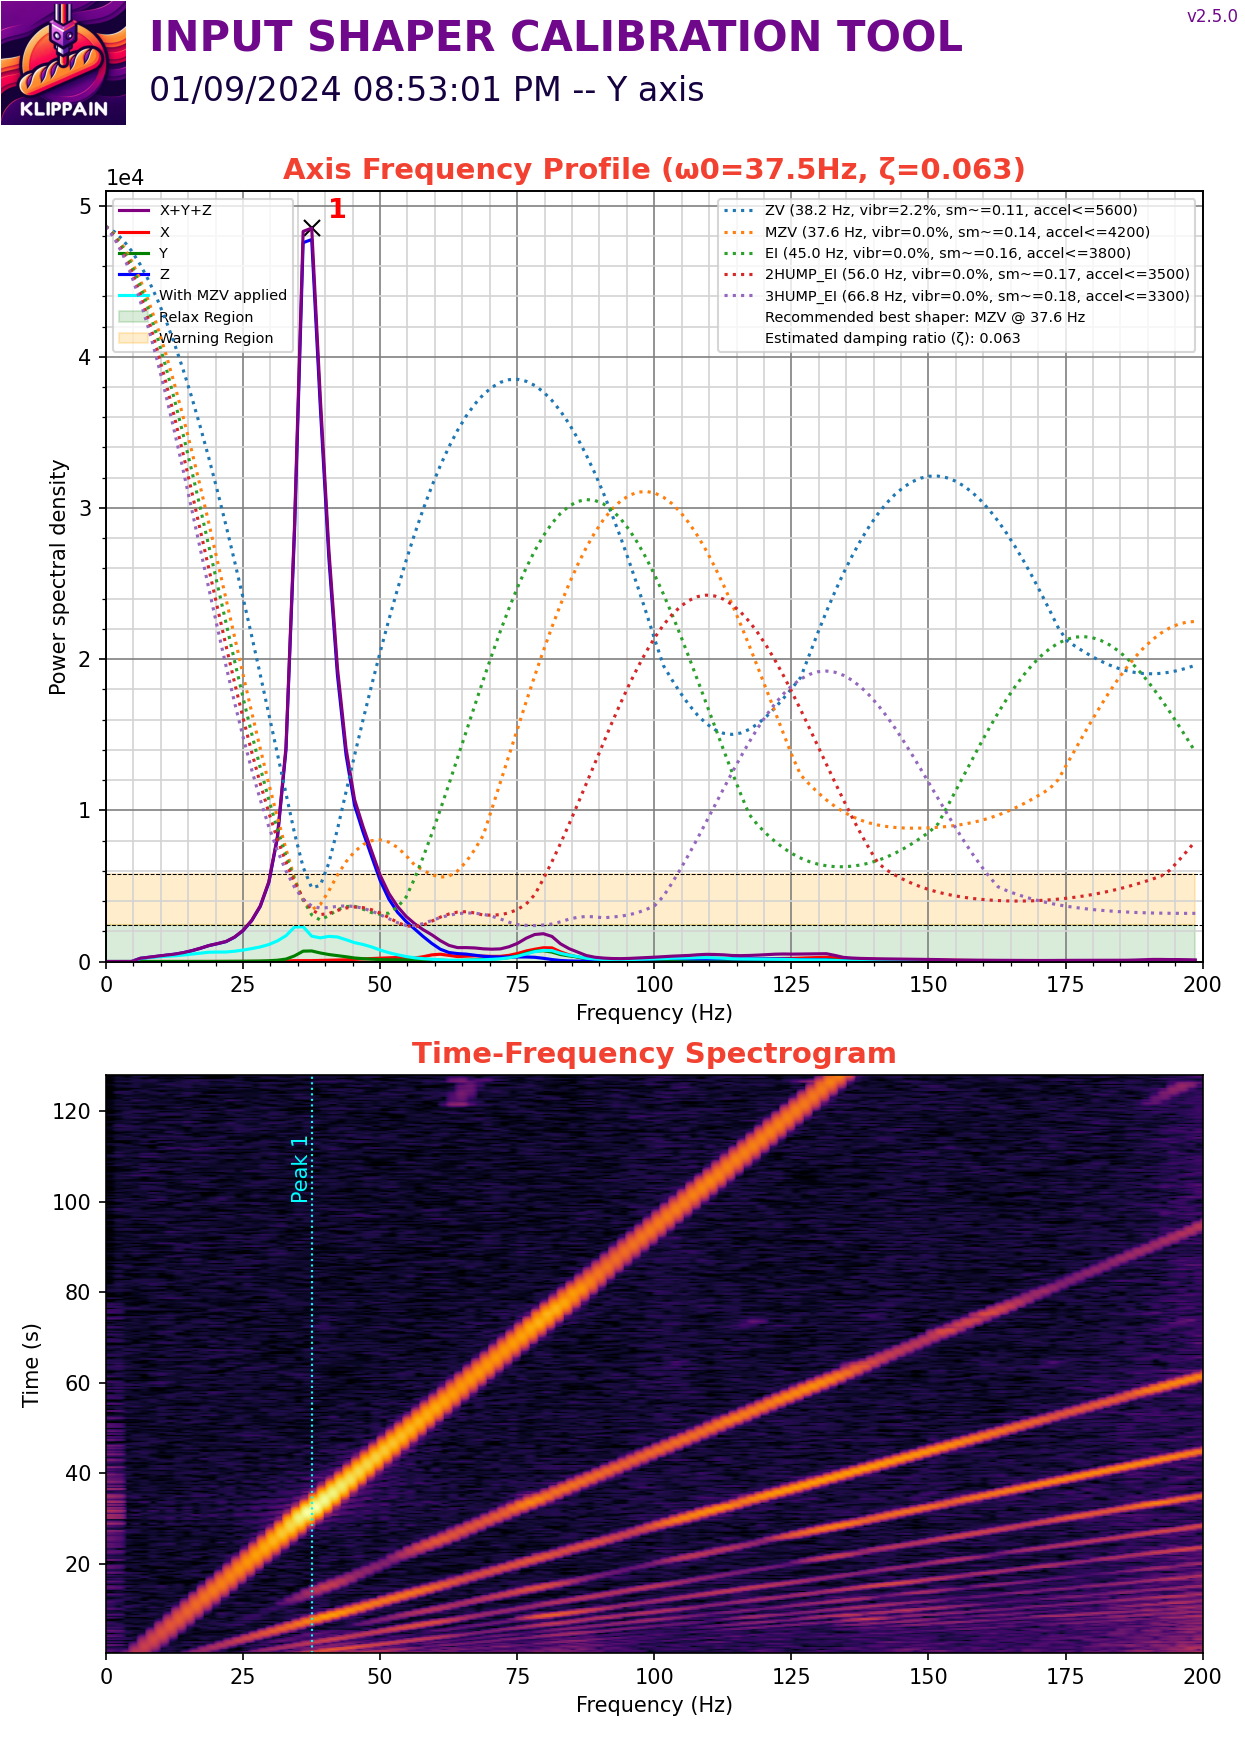 KLIPPAIN
INPUT SHAPER CALIBRATION TOOL
v2.5.0
01/09/2024 08:53:01 PM -- Y axis
Axis Frequency Profile (ω0=37.5Hz, ζ=0.063)
1e4
1
X+Y+Z
X
Y
Z
With MZV applied
Relax Region
Warning Region
ZV (38.2 Hz, vibr=2.2%, sm~=0.11, accel<=5600)
MZV (37.6 Hz, vibr=0.0%, sm~=0.14, accel<=4200)
EI (45.0 Hz, vibr=0.0%, sm~=0.16, accel<=3800)
2HUMP_EI (56.0 Hz, vibr=0.0%, sm~=0.17, accel<=3500)
3HUMP_EI (66.8 Hz, vibr=0.0%, sm~=0.18, accel<=3300)
Recommended best shaper: MZV @ 37.6 Hz
Estimated damping ratio (ζ): 0.063
5
4
3
2
1
0
Power spectral density
0 25 50 75 100 125 150 175 200
Frequency (Hz)
Time-Frequency Spectrogram
Peak 1
120
100
80
60
40
20
Time (s)
0 25 50 75 100 125 150 175 200
Frequency (Hz)